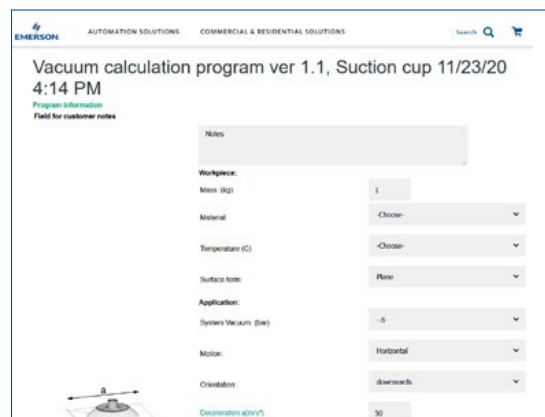 EMERSON
AUTOMATION SOLUTIONS COMMERCIAL & RESIDENTIAL SOLUTIONS Search
Vacuum calculation program ver 1.1, Suction cup 11/23/20
4:14 PM
Program information
Field for customer notes
Notes
Workpiece:
Mass (kg) 1
Material: -Choose-
Temperature (C) -Choose-
Surface form: Plane
Application:
System Vacuum (bar) -.6
Motion: Horizontal
Orientation: downwards
a
Deceleration a(m/s²) 50